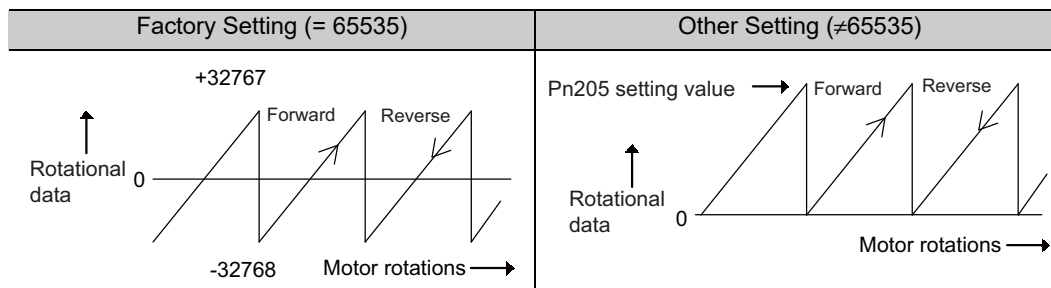 Factory Setting (= 65535)
Other Setting (≠65535)
+32767
Forward
Reverse
Rotational
data
0
-32768
Motor rotations
Pn205 setting value
Forward
Reverse
Rotational
data
0
Motor rotations